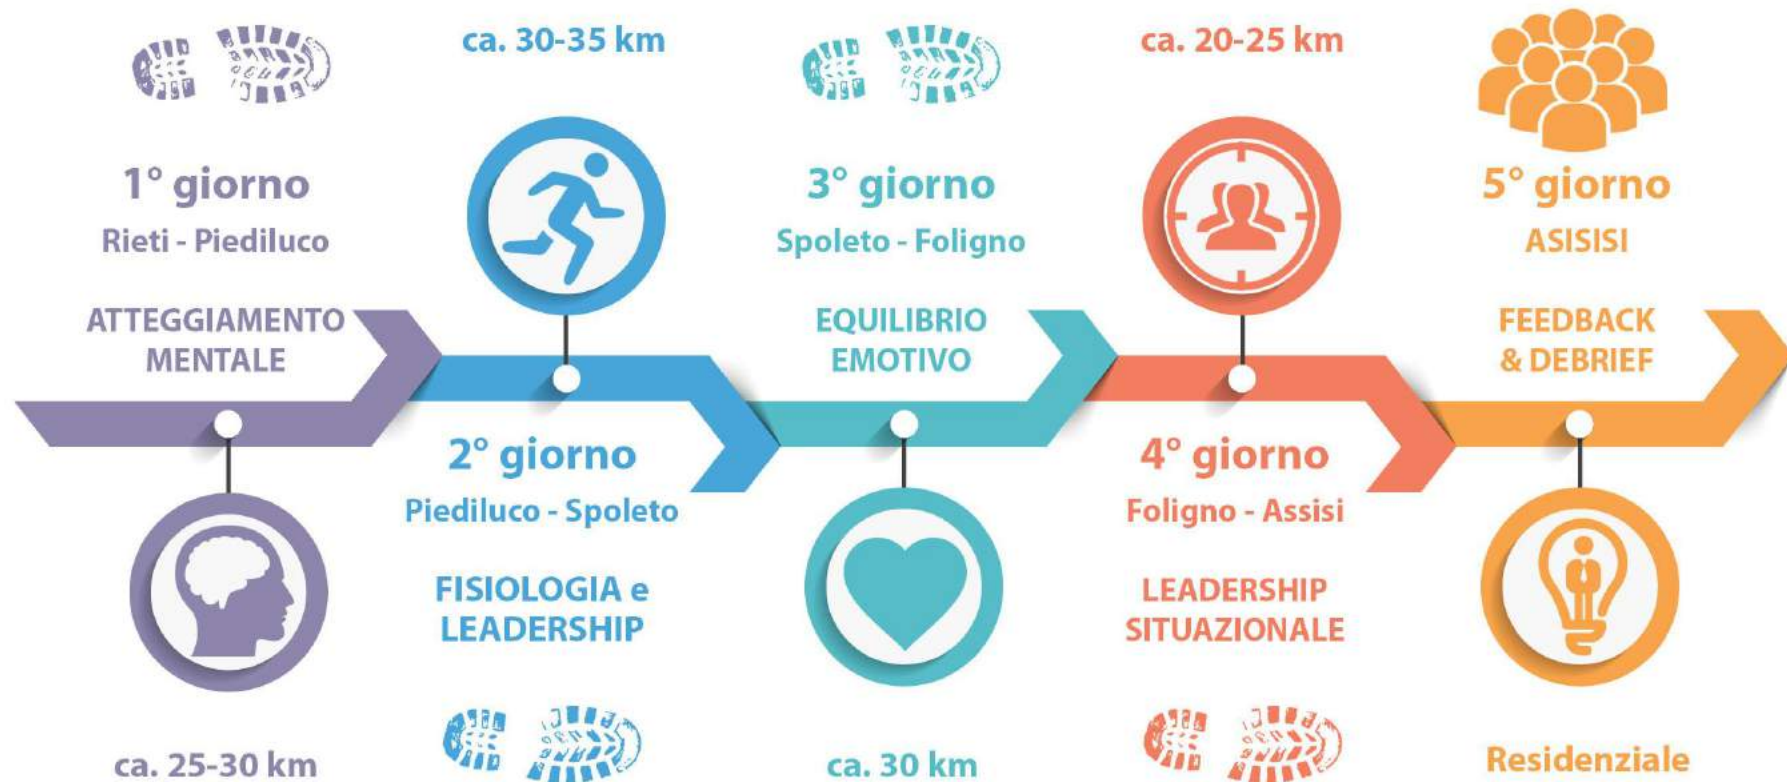 1° giorno
Rieti - Piediluco
ATTEGGIAMENTO
MENTALE
ca. 25-30 km
ca. 30-35 km
2° giorno
Piediluco - Spoleto
FISIOLOGIA e
LEADERSHIP
3° giorno
Spoleto - Foligno
EQUILIBRIO
EMOTIVO
ca. 30 km
ca. 20-25 km
4° giorno
Foligno - Assisi
LEADERSHIP
SITUAZIONALE
5° giorno
ASISISI
FEEDBACK
& DEBRIEF
Residenziale